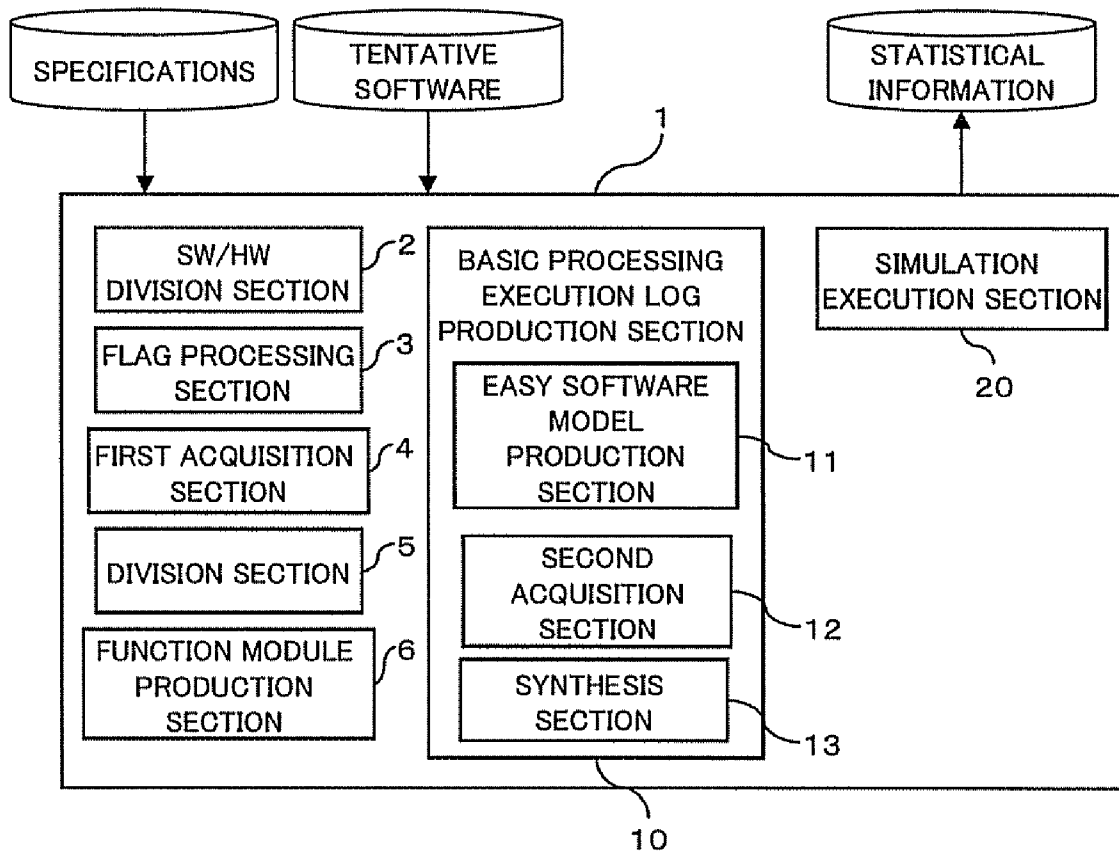 SPECIFICATIONS
TENTATIVE
SOFTWARE
STATISTICAL
INFORMATION
1
SW/HW
DIVISION SECTION
2
FLAG PROCESSING
SECTION
3
FIRST ACQUISITION
SECTION
4
DIVISION SECTION
5
FUNCTION MODULE
PRODUCTION
SECTION
6
BASIC PROCESSING
EXECUTION LOG
PRODUCTION SECTION
EASY SOFTWARE
MODEL
PRODUCTION
SECTION
11
SECOND
ACQUISITION
SECTION
12
SYNTHESIS
SECTION
13
10
SIMULATION
EXECUTION SECTION
20